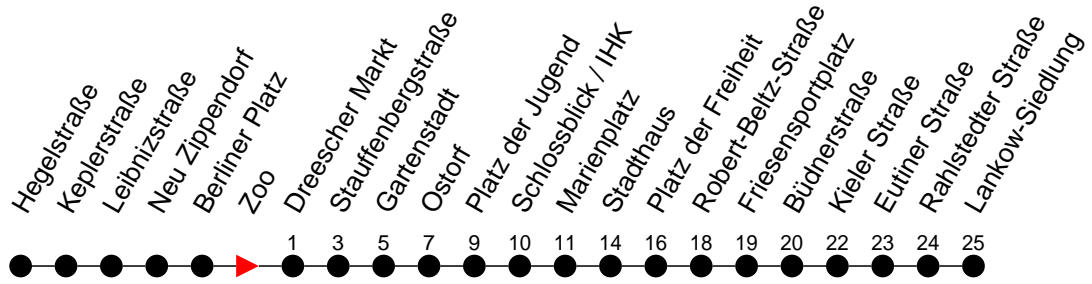 Hegelstraße
Keplerstraße
Leibnizstraße
Neu Zippendorf
Berliner Platz
Zoo
Dreescher Markt
Stauffenbergstraße
Gartenstadt
Ostorf
Platz der Jugend
Schlossblick / IHK
Marienplatz
Stadthaus
Platz der Freiheit
Robert-Beltz-Straße
Friesensportplatz
Büdnerstraße
Kieler Straße
Eutiner Straße
Rahlstedter Straße
Lankow-Siedlung
1 3 5 7 9 10 11 14 16 18 19 20 22 23 24 25